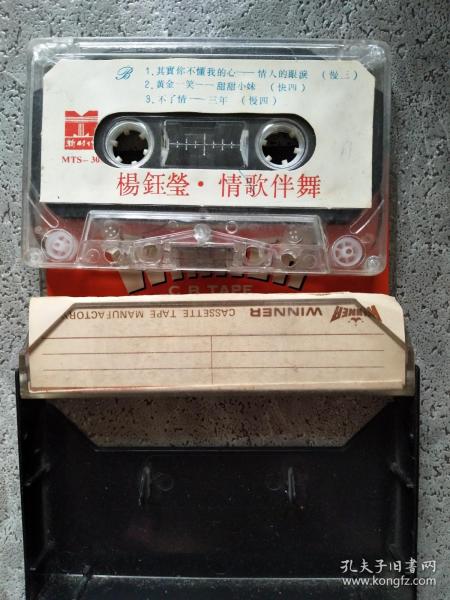 B
1. 其實你不懂我的心——情人的眼淚 (慢三)
2. 黃金一笑——甜甜小妹 (快四)
3. 不了情——三年 (慢四)
MTS-30
楊鈺瑩·情歌伴舞
WINNER
C.B TAPE
WINNER WINNER CASSETTE TAPE MANUFACTORY
孔夫子旧书网
www.kongfz.com